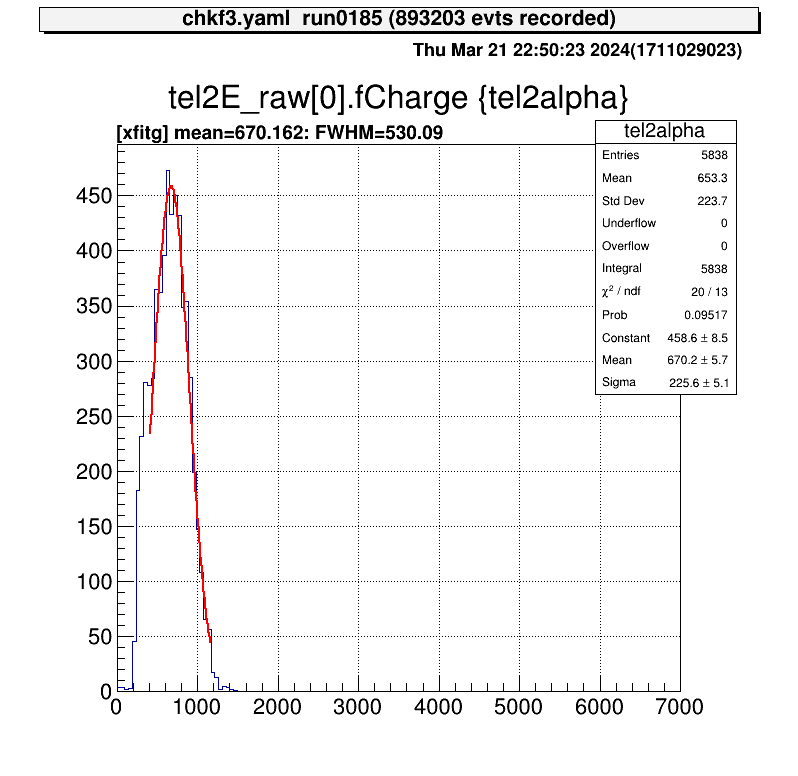 chkf3.yaml run0185 (893203 evts recorded)
Thu Mar 21 22:50:23 2024(1711029023)
tel2E_raw[0].fCharge {tel2alpha}
[xfitg] mean=670.162: FWHM=530.09
tel2alpha
Entries 5838
Mean 653.3
Std Dev 223.7
Underflow 0
Overflow 0
Integral 5838
χ² / ndf 20 / 13
Prob 0.09517
Constant 458.6 ± 8.5
Mean 670.2 ± 5.7
Sigma 225.6 ± 5.1
450
400
350
300
250
200
150
100
50
0
0 1000 2000 3000 4000 5000 6000 7000